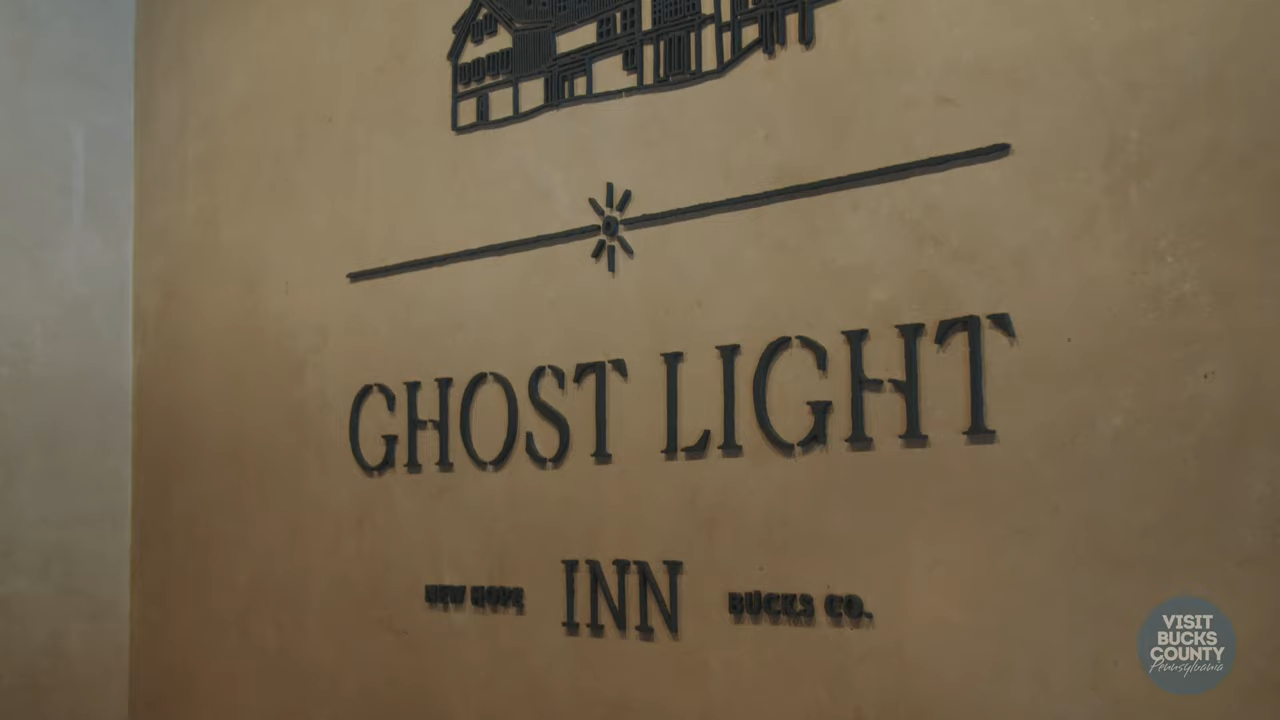 GHOST LIGHT
NEW HOPE INN BUCKS CO.
VISIT
BUCKS
COUNTY
Pennsylvania